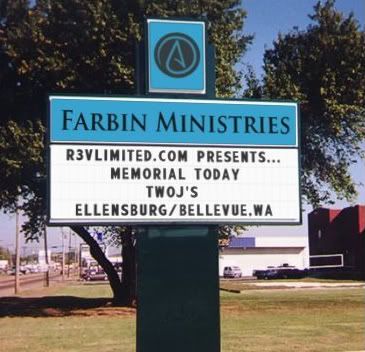 FARBIN MINISTRIES
R3VLIMITED.COM PRESENTS...
MEMORIAL TODAY
TWOJ'S
ELLENSBURG/BELLEVUE,WA